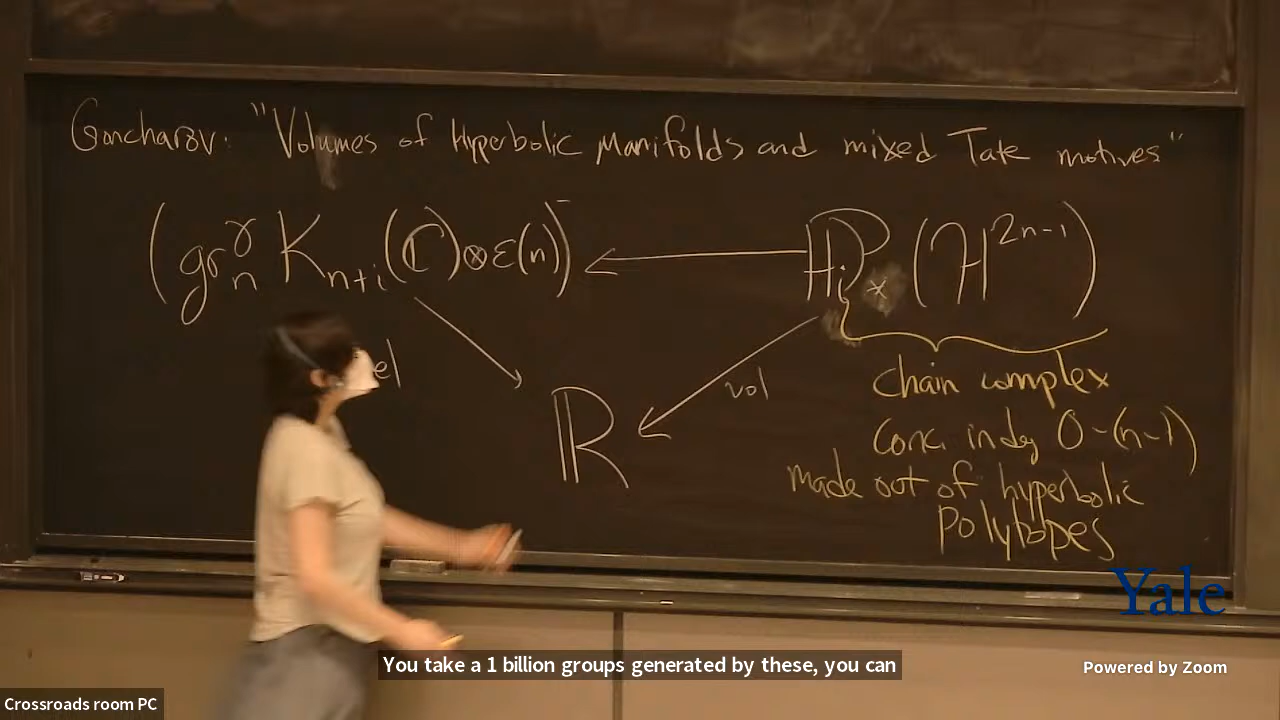 Goncharov: "Volumes of Hyperbolic Manifolds and mixed Tate motives"
(gr_n^γ K_{n+i}(ℂ) ⊗ ε(n))^- ← H_i P_*(H^{2n-1})
el
vol
ℝ
chain complex
conc. in deg 0-(n-1)
made out of hyperbolic
polytopes
Yale
You take a 1 billion groups generated by these, you can
Powered by Zoom
Crossroads room PC